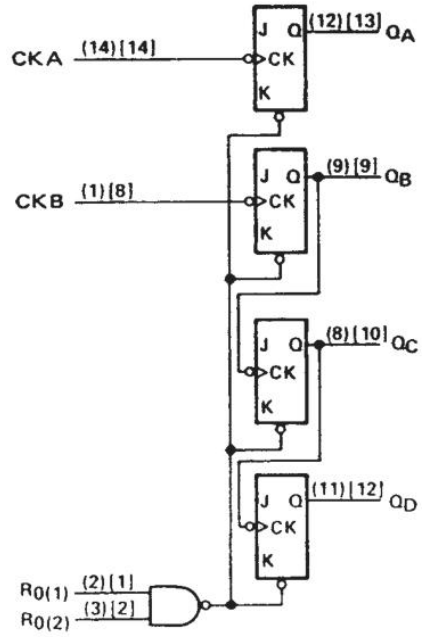 J Q (12)[13] QA
CKA (14)[14] CK
K
J Q (9)[9] QB
CKB (1)[8] CK
K
J Q (8)[10] QC
CK
K
J Q (11)[12] QD
CK
K
R0(1) (2)[1]
R0(2) (3)[2]